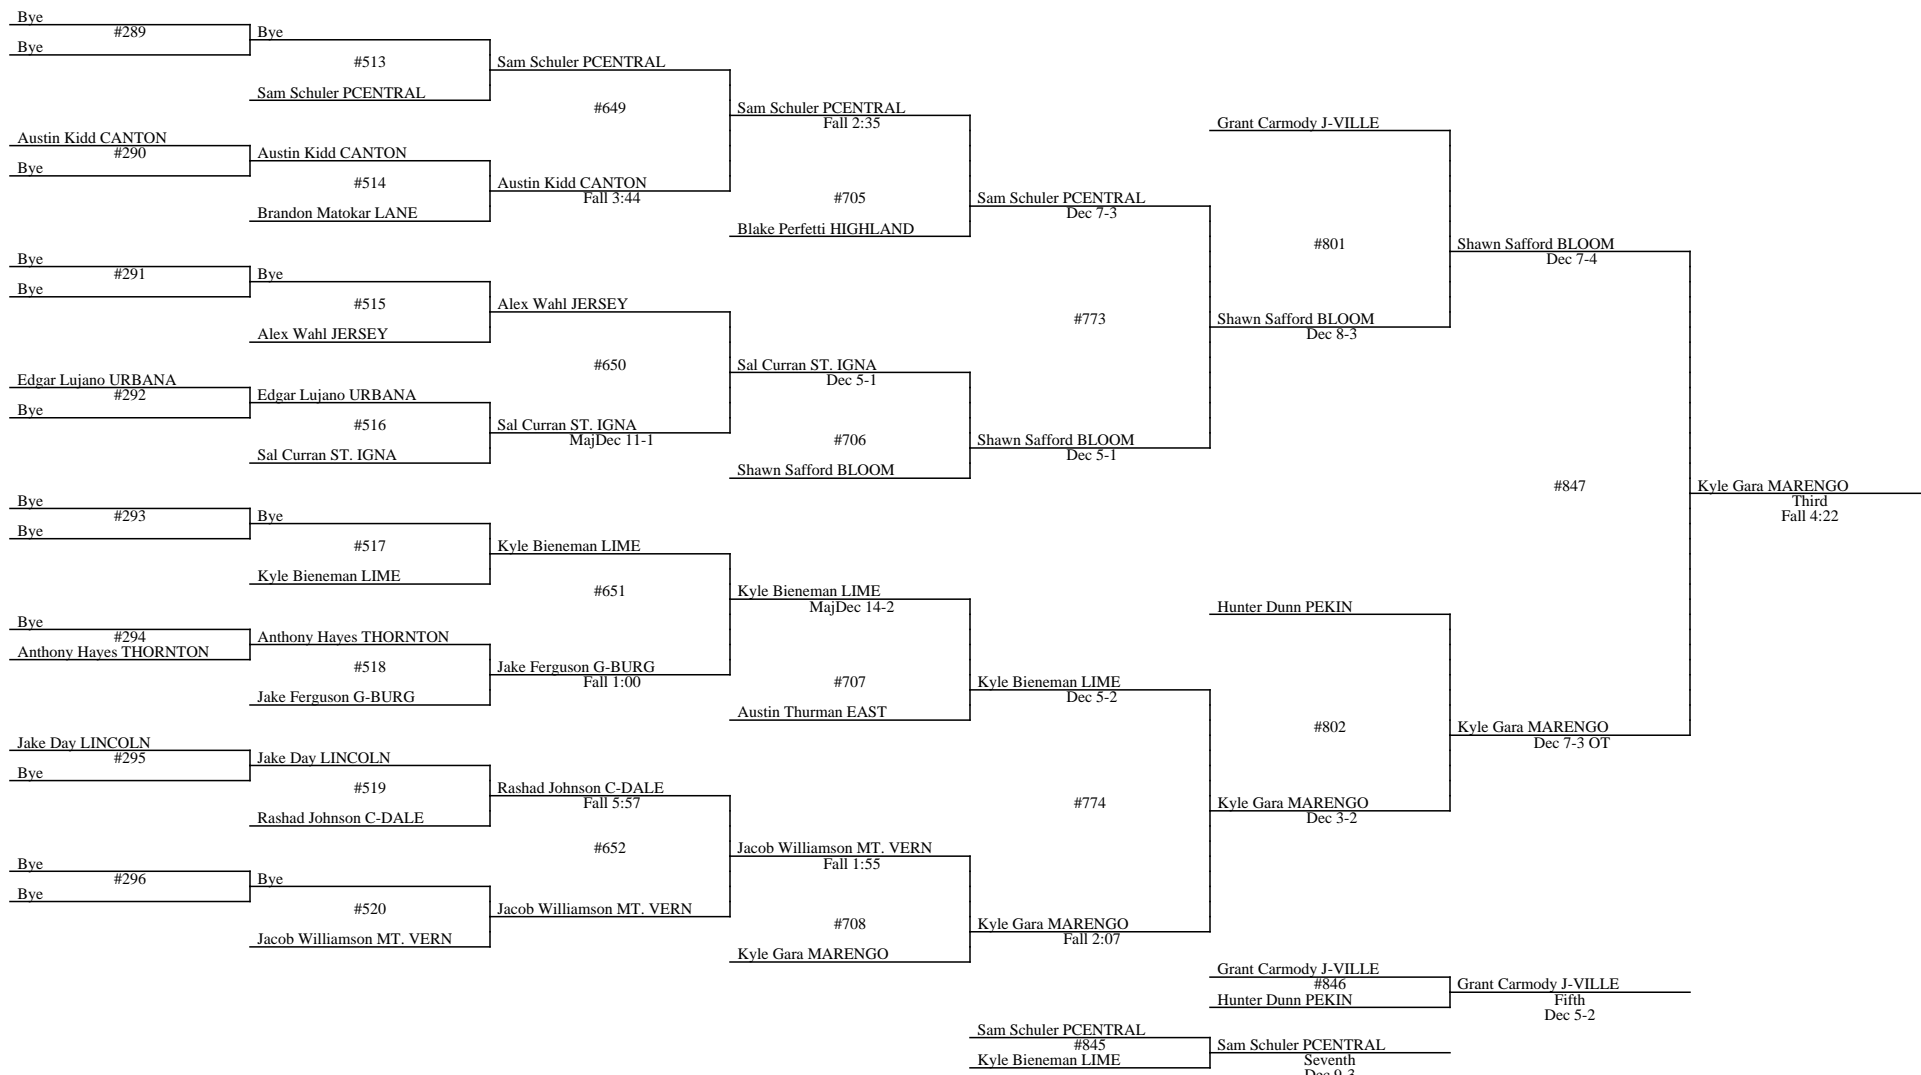 Bye
#289
Bye
Bye
#513
Sam Schuler PCENTRAL
Sam Schuler PCENTRAL
#649
Austin Kidd CANTON
#290
Bye
Austin Kidd CANTON
#514
Brandon Matokar LANE
Austin Kidd CANTON
Fall 3:44
Sam Schuler PCENTRAL
Fall 2:35
#705
Blake Perfetti HIGHLAND
Sam Schuler PCENTRAL
Dec 7-3
Bye
#291
Bye
Bye
#515
Alex Wahl JERSEY
Alex Wahl JERSEY
#650
Edgar Lujano URBANA
#292
Bye
Edgar Lujano URBANA
#516
Sal Curran ST. IGNA
Sal Curran ST. IGNA
MajDec 11-1
Sal Curran ST. IGNA
Dec 5-1
#706
Shawn Safford BLOOM
Shawn Safford BLOOM
Dec 5-1
#773
Grant Carmody J-VILLE
#801
Shawn Safford BLOOM
Dec 8-3
Shawn Safford BLOOM
Dec 7-4
Bye
#293
Bye
Bye
#517
Kyle Bieneman LIME
Kyle Bieneman LIME
#651
Bye
#294
Anthony Hayes THORNTON
Anthony Hayes THORNTON
#518
Jake Ferguson G-BURG
Jake Ferguson G-BURG
Fall 1:00
Kyle Bieneman LIME
MajDec 14-2
#707
Austin Thurman EAST
Kyle Bieneman LIME
Dec 5-2
Jake Day LINCOLN
#295
Bye
Jake Day LINCOLN
#519
Rashad Johnson C-DALE
Rashad Johnson C-DALE
Fall 5:57
#652
Bye
#296
Bye
Bye
#520
Jacob Williamson MT. VERN
Jacob Williamson MT. VERN
Jacob Williamson MT. VERN
Fall 1:55
#708
Kyle Gara MARENGO
Kyle Gara MARENGO
Fall 2:07
#774
Hunter Dunn PEKIN
#802
Kyle Gara MARENGO
Dec 3-2
Kyle Gara MARENGO
Dec 7-3 OT
#847
Kyle Gara MARENGO
Third
Fall 4:22
Grant Carmody J-VILLE
#846
Hunter Dunn PEKIN
Grant Carmody J-VILLE
Fifth
Dec 5-2
Sam Schuler PCENTRAL
#845
Kyle Bieneman LIME
Sam Schuler PCENTRAL
Seventh
Dec 9-3